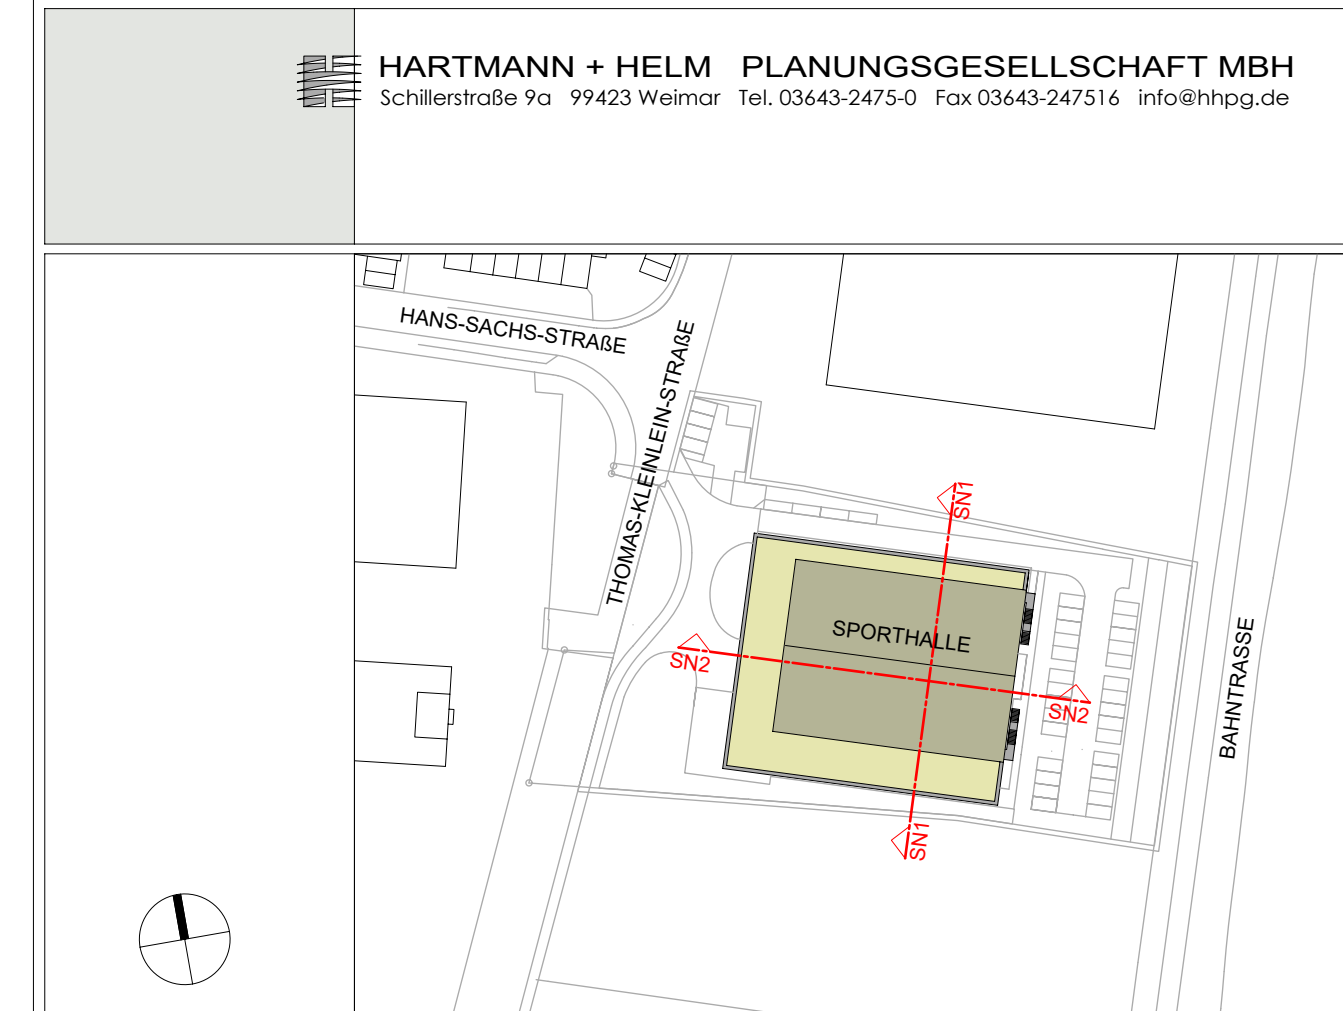 HARTMANN + HELM PLANUNGSGESELLSCHAFT MBH
Schillerstraße 9a 99423 Weimar Tel. 03643-2475-0 Fax 03643-247516 info@hhpg.de
HANS-SACHS-STRAßE
THOMAS-KLEINLEIN-STRAßE
SN1
SPORTHALLE
SN2
SN2
BAHNTRASSE
SN1